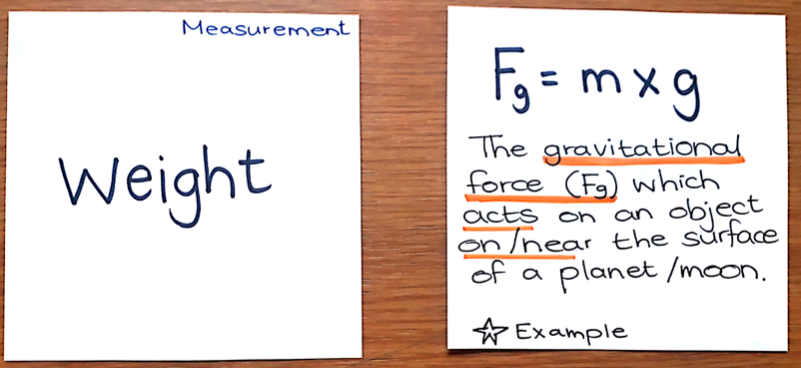 Measurement
Weight
Fg = m x g
The gravitational
force (Fg) which
acts on an object
on/near the surface
of a planet/moon.
☆ Example